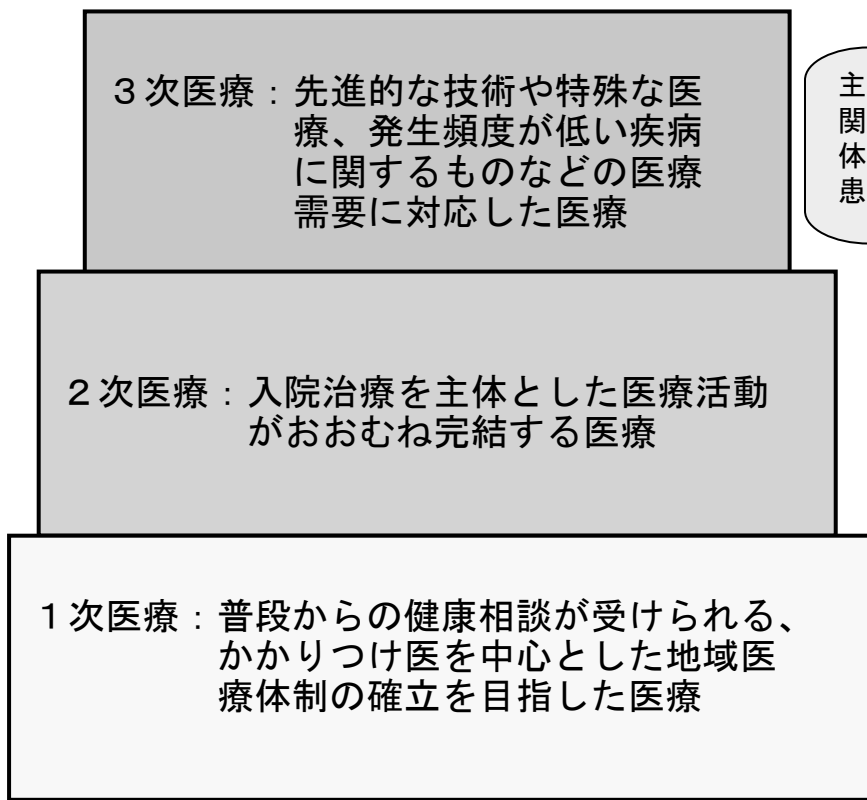 3次医療：先進的な技術や特殊な医
療、発生頻度が低い疾病
に関するものなどの医療
需要に対応した医療
主
関
体
患
2次医療：入院治療を主体とした医療活動
がおおむね完結する医療
1次医療：普段からの健康相談が受けられる、
かかりつけ医を中心とした地域医
療体制の確立を目指した医療